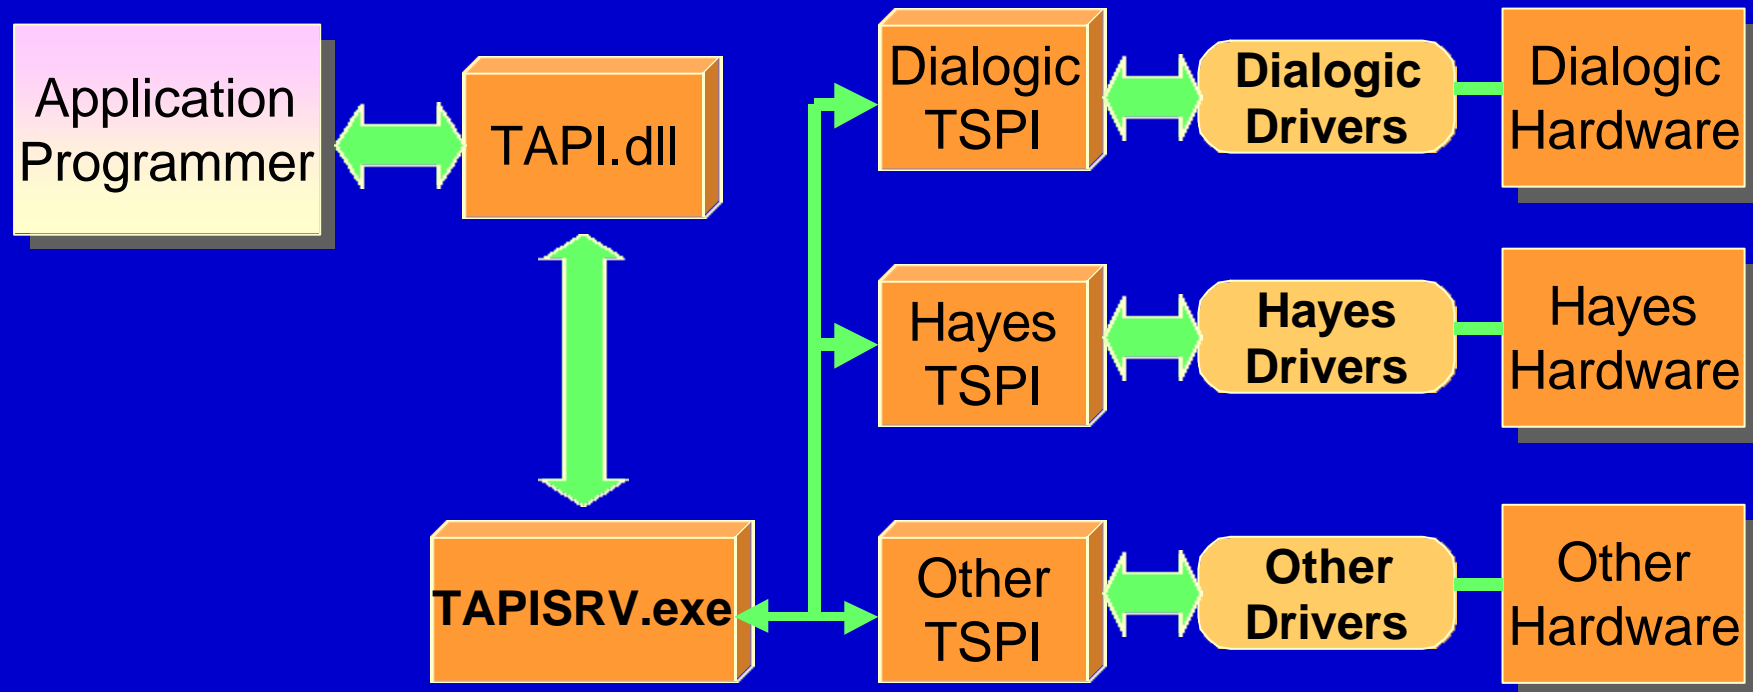 Application
Programmer
TAPI.dll
TAPISRV.exe
Dialogic
TSPI
Dialogic
Drivers
Dialogic
Hardware
Hayes
TSPI
Hayes
Drivers
Hayes
Hardware
Other
TSPI
Other
Drivers
Other
Hardware